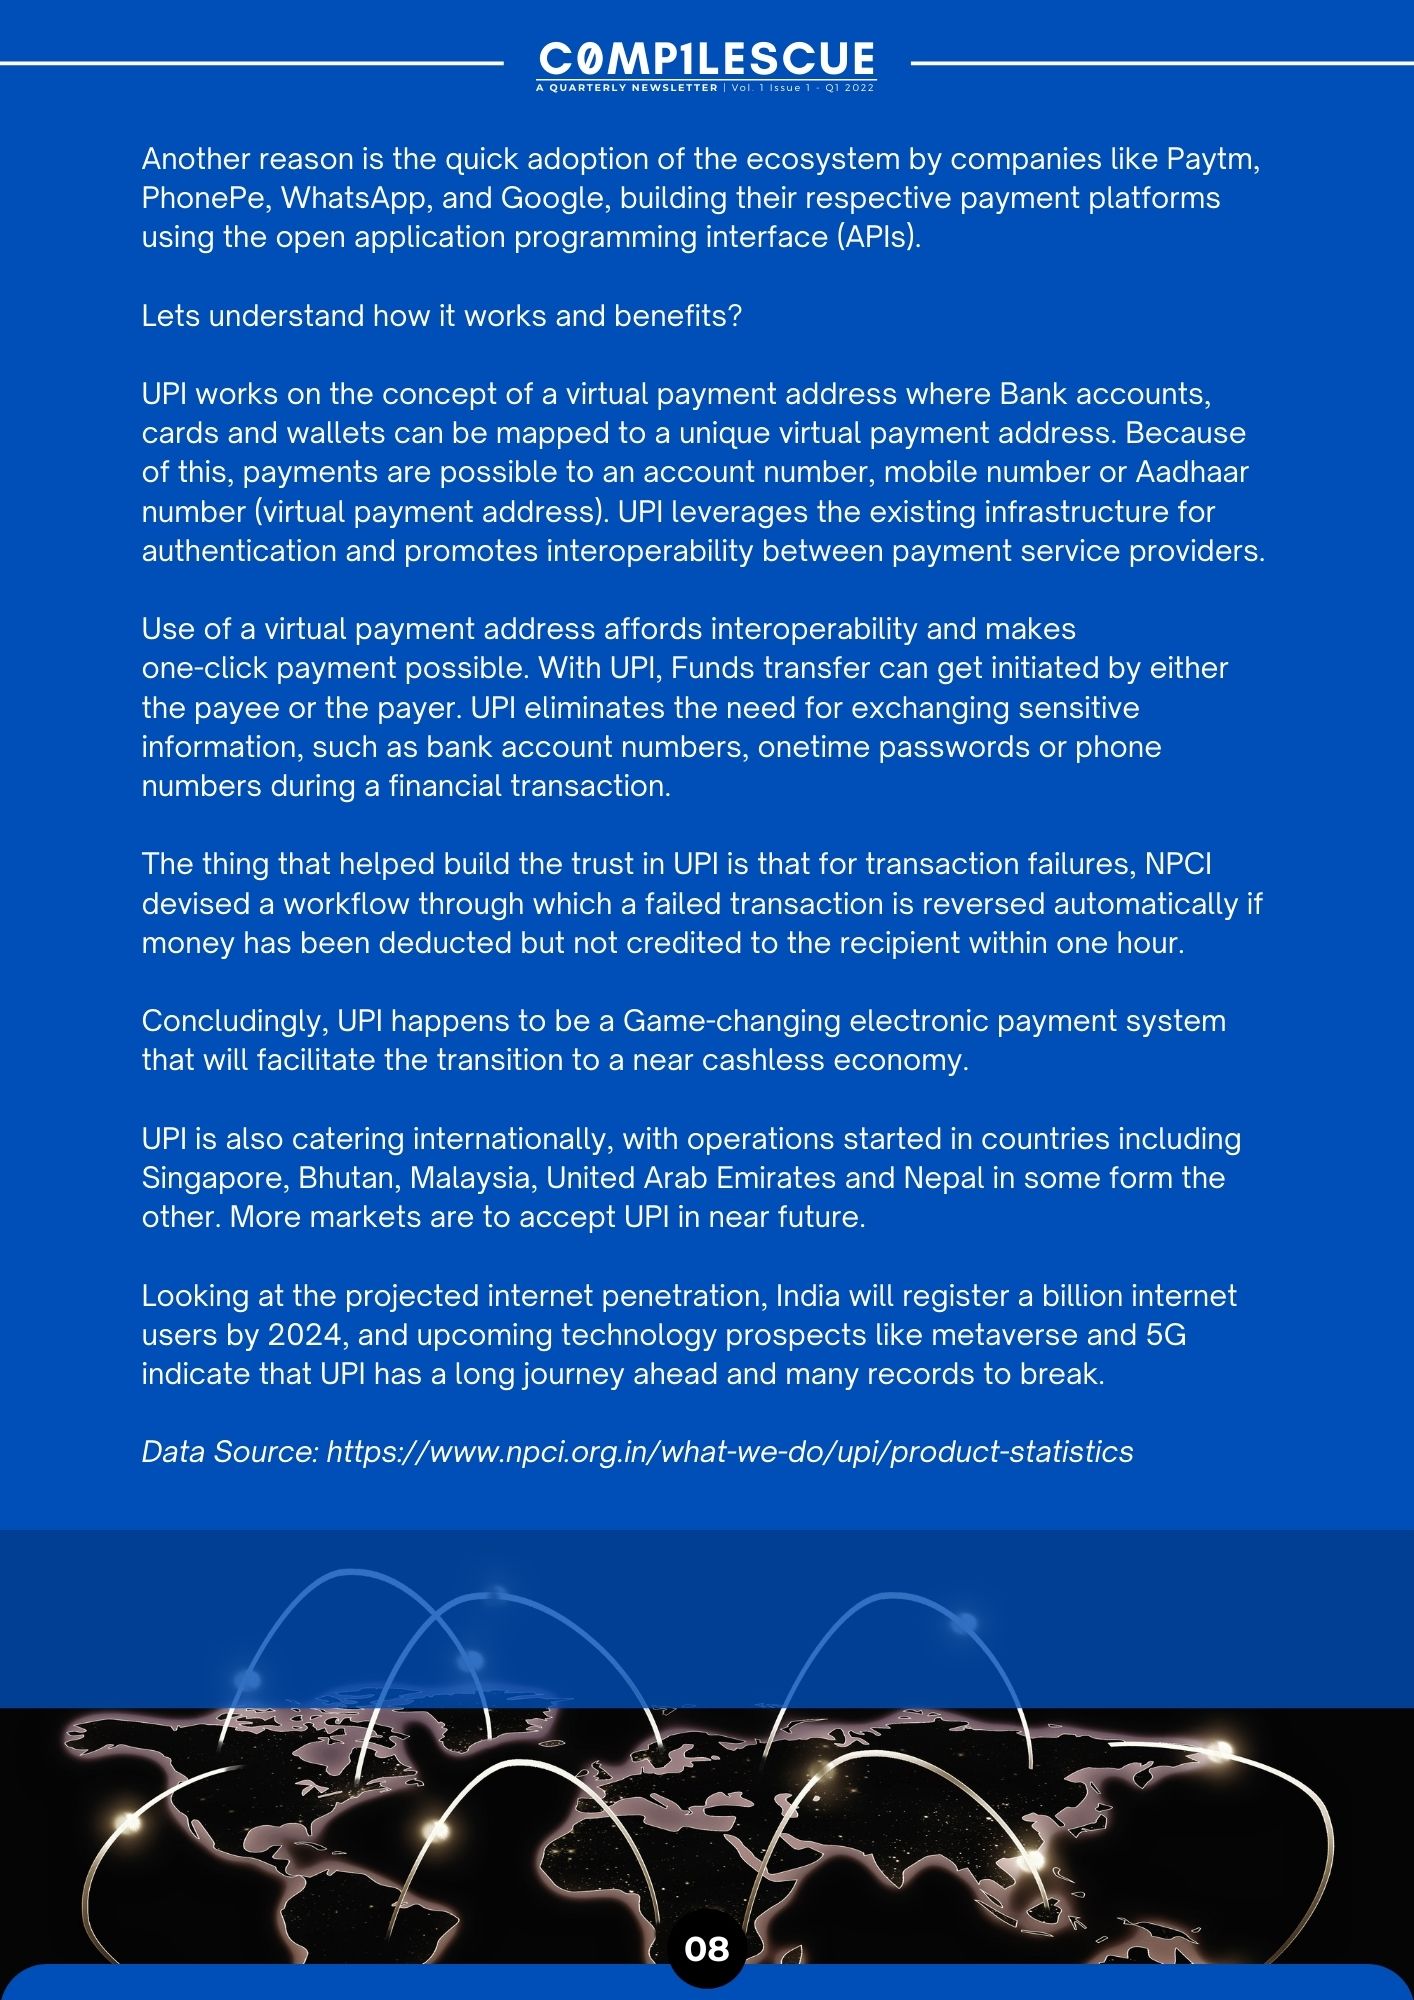 C0MP1LESCUE
A QUARTERLY NEWSLETTER | Vol. 1 Issue 1 - Q1 2022
Another reason is the quick adoption of the ecosystem by companies like Paytm,
PhonePe, WhatsApp, and Google, building their respective payment platforms
using the open application programming interface (APIs).
Lets understand how it works and benefits?
UPI works on the concept of a virtual payment address where Bank accounts,
cards and wallets can be mapped to a unique virtual payment address. Because
of this, payments are possible to an account number, mobile number or Aadhaar
number (virtual payment address). UPI leverages the existing infrastructure for
authentication and promotes interoperability between payment service providers.
Use of a virtual payment address affords interoperability and makes
one-click payment possible. With UPI, Funds transfer can get initiated by either
the payee or the payer. UPI eliminates the need for exchanging sensitive
information, such as bank account numbers, onetime passwords or phone
numbers during a financial transaction.
The thing that helped build the trust in UPI is that for transaction failures, NPCI
devised a workflow through which a failed transaction is reversed automatically if
money has been deducted but not credited to the recipient within one hour.
Concludingly, UPI happens to be a Game-changing electronic payment system
that will facilitate the transition to a near cashless economy.
UPI is also catering internationally, with operations started in countries including
Singapore, Bhutan, Malaysia, United Arab Emirates and Nepal in some form the
other. More markets are to accept UPI in near future.
Looking at the projected internet penetration, India will register a billion internet
users by 2024, and upcoming technology prospects like metaverse and 5G
indicate that UPI has a long journey ahead and many records to break.
Data Source: https://www.npci.org.in/what-we-do/upi/product-statistics
08